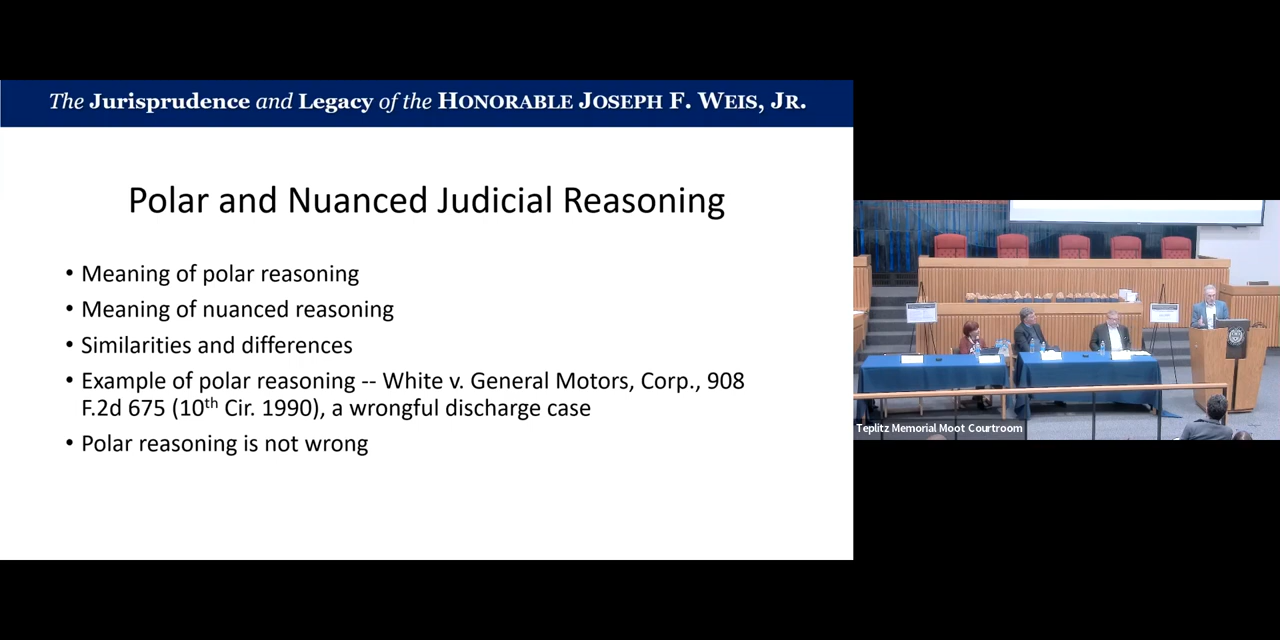 The Jurisprudence and Legacy of the HONORABLE JOSEPH F. WEIS, JR.
Polar and Nuanced Judicial Reasoning
• Meaning of polar reasoning
• Meaning of nuanced reasoning
• Similarities and differences
• Example of polar reasoning -- White v. General Motors, Corp., 908
F.2d 675 (10th Cir. 1990), a wrongful discharge case
• Polar reasoning is not wrong
Teplitz Memorial Moot Courtroom